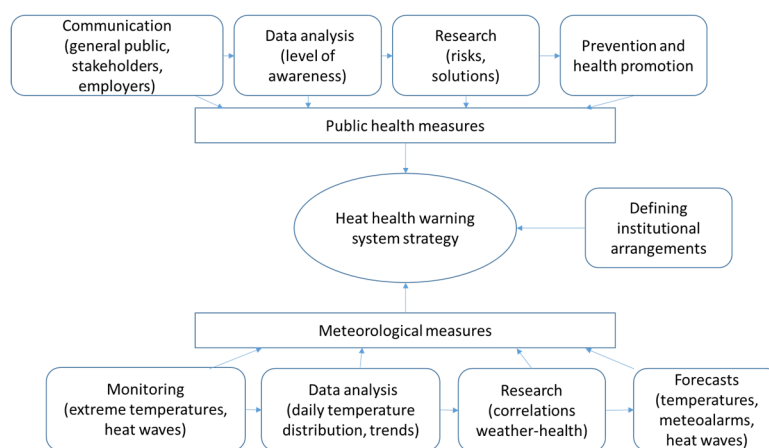 Communication
(general public,
stakeholders,
employers)
Data analysis
(level of
awareness)
Research
(risks,
solutions)
Prevention and
health promotion
Public health measures
Heat health warning
system strategy
Defining
institutional
arrangements
Meteorological measures
Monitoring
(extreme temperatures,
heat waves)
Data analysis
(daily temperature
distribution, trends)
Research
(correlations
weather-health)
Forecasts
(temperatures,
meteoalarms,
heat waves)